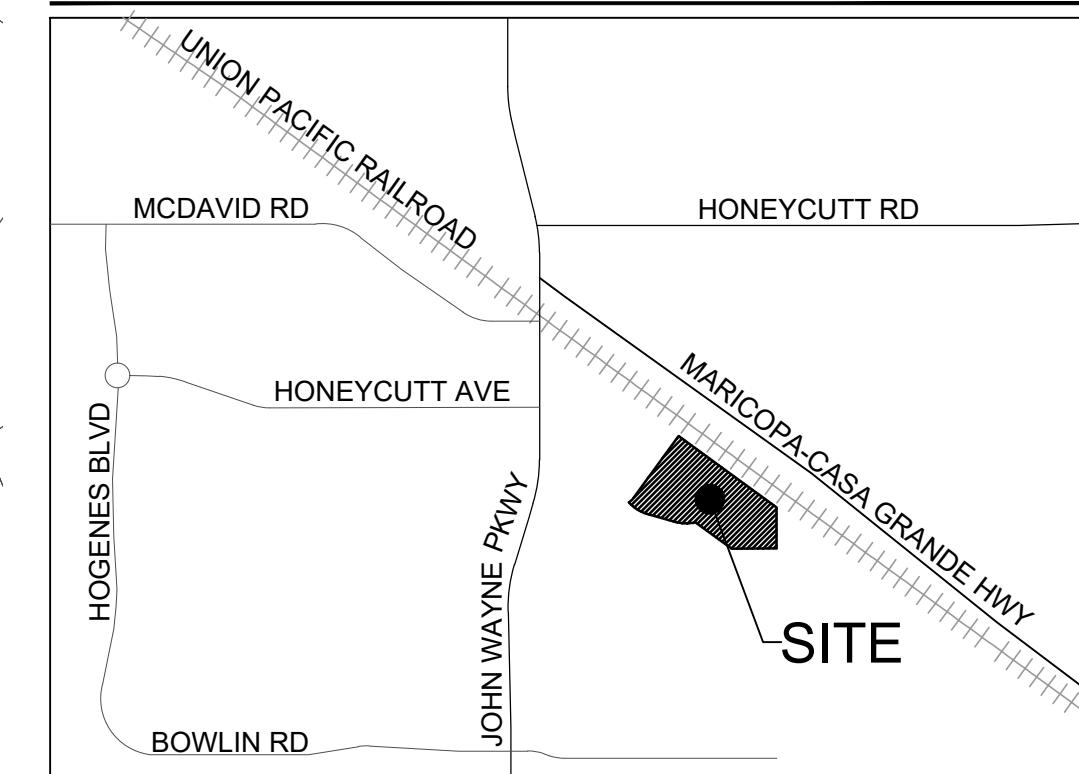 UNION PACIFIC RAILROAD
MCDAVID RD
HONEYCUTT RD
MARICOPA-CASA GRANDE HWY
HONEYCUTT AVE
HOGENES BLVD
JOHN WAYNE PKWY
SITE
BOWLIN RD